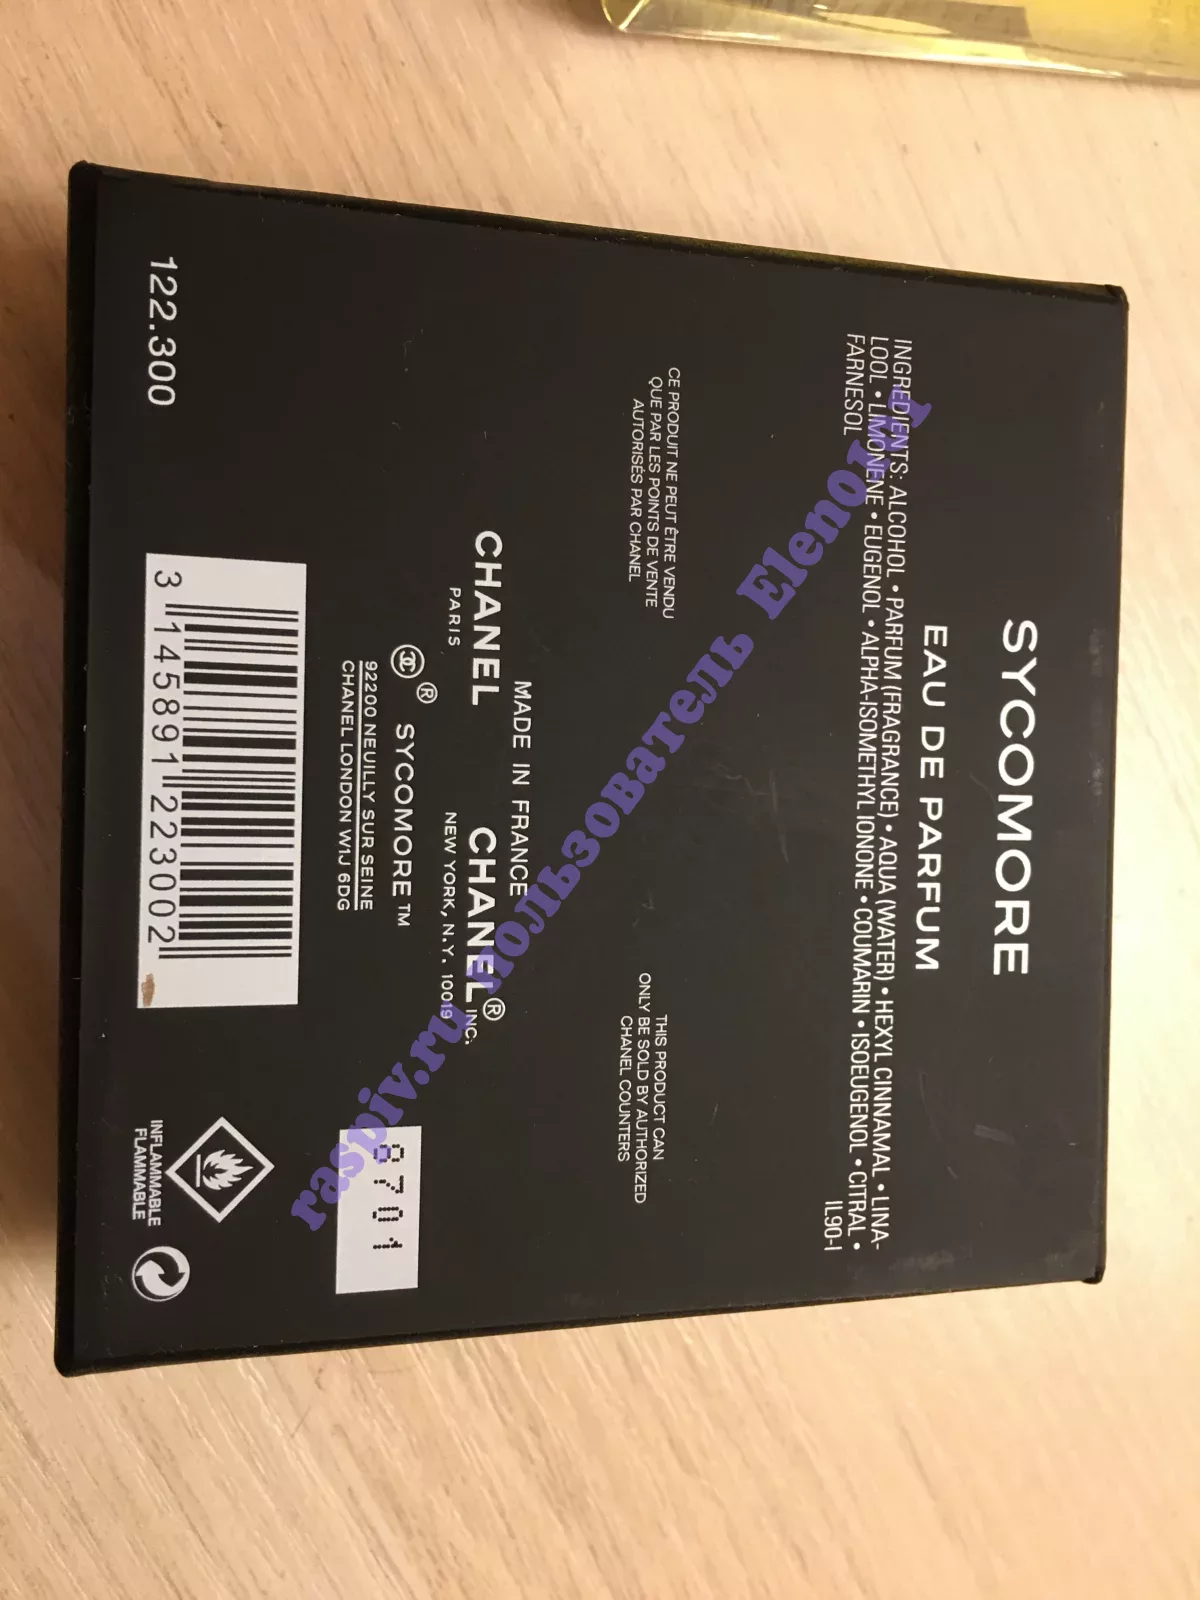 SYCOMORE
EAU DE PARFUM
INGREDIENTS: ALCOHOL • PARFUM (FRAGRANCE) • AQUA (WATER) • HEXYL CINNAMAL • LINA-
LOOL • LIMONENE • EUGENOL • ALPHA-ISOMETHYL IONONE • COUMARIN • ISOEUGENOL • CITRAL •
FARNESOL
IL90-I
CE PRODUIT NE PEUT ÊTRE VENDU
QUE PAR LES POINTS DE VENTE
AUTORISÉS PAR CHANEL
THIS PRODUCT CAN
ONLY BE SOLD BY AUTHORIZED
CHANEL COUNTERS
MADE IN FRANCE
CHANEL
PARIS
CHANEL® INC.
NEW YORK, N.Y. 10019
® SYCOMORE™
92200 NEUILLY SUR SEINE
CHANEL LONDON W1J 6DG
8701
122.300
3 145891 223002
INFLAMMABLE
FLAMMABLE
raspiv.ru пользователь